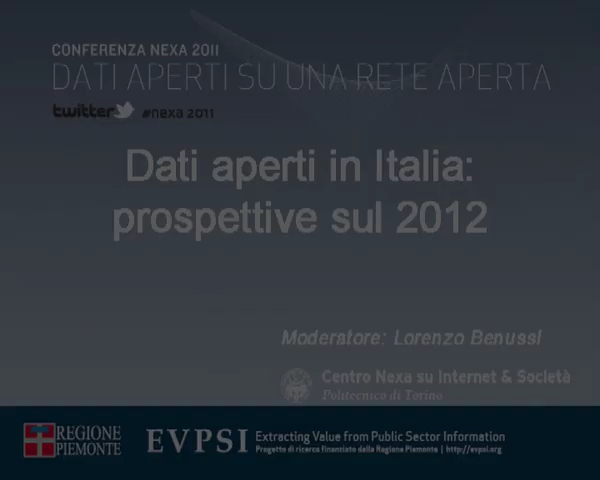 CONFERENZA NEXA 2011
DATI APERTI SU UNA RETE APERTA
twitter #nexa 2011
Dati aperti in Italia:
prospettive sul 2012
Moderatore: Lorenzo Benussi
Centro Nexa su Internet & Società
Politecnico di Torino
REGIONE
PIEMONTE
EVPSI
Extracting Value from Public Sector Information
Progetto di ricerca finanziato dalla Regione Piemonte | http://evpsi.org